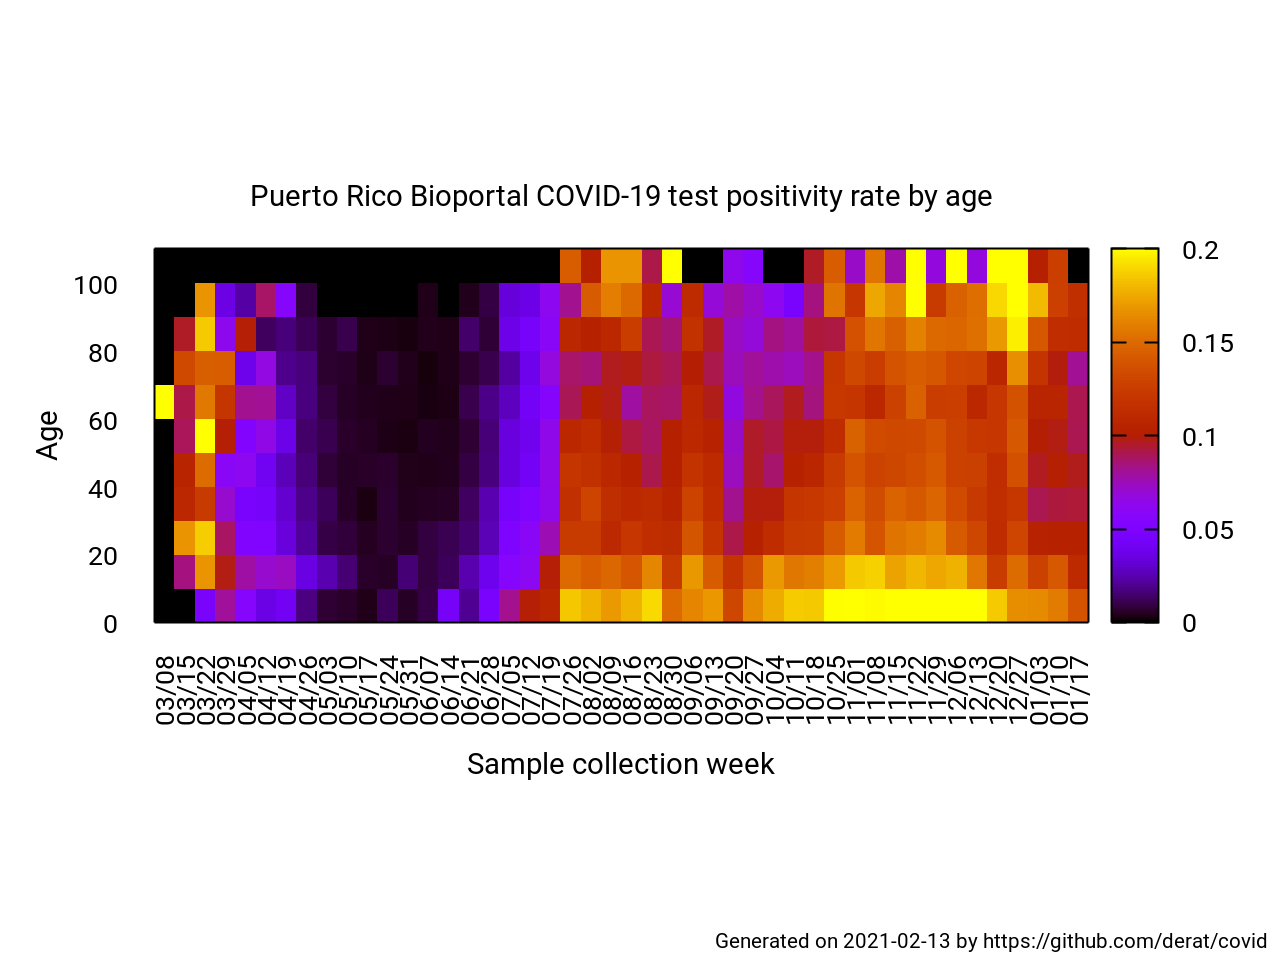 Puerto Rico Bioportal COVID-19 test positivity rate by age
Age
100
80
60
40
20
0
0.2
0.15
0.1
0.05
0
03/08 03/15 03/22 03/29 04/05 04/12 04/19 04/26 05/03 05/10 05/17 05/24 05/31 06/07 06/14 06/21 06/28 07/05 07/12 07/19 07/26 08/02 08/09 08/16 08/23 08/30 09/06 09/13 09/20 09/27 10/04 10/11 10/18 10/25 11/01 11/08 11/15 11/22 11/29 12/06 12/13 12/20 12/27 01/03 01/10 01/17
Sample collection week
Generated on 2021-02-13 by https://github.com/derat/covid